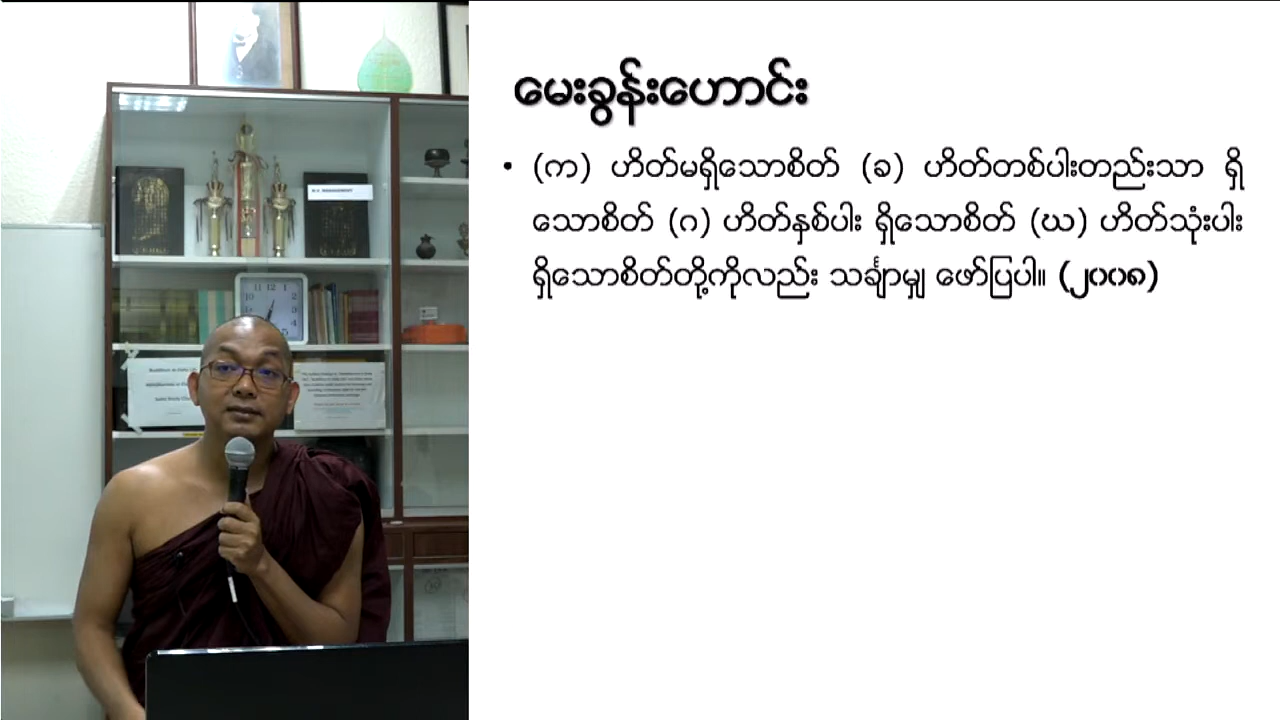 မေးခွန်းဟောင်း
• (က) ဟိတ်မရှိသောစိတ် (ခ) ဟိတ်တစ်ပါးတည်းသာ ရှိ
သောစိတ် (ဂ) ဟိတ်နှစ်ပါး ရှိသောစိတ် (ဃ) ဟိတ်သုံးပါး
ရှိသောစိတ်တို့ကိုလည်း သင်္ချာမျှ ဖော်ပြပါ။ (၂၀၀၈)